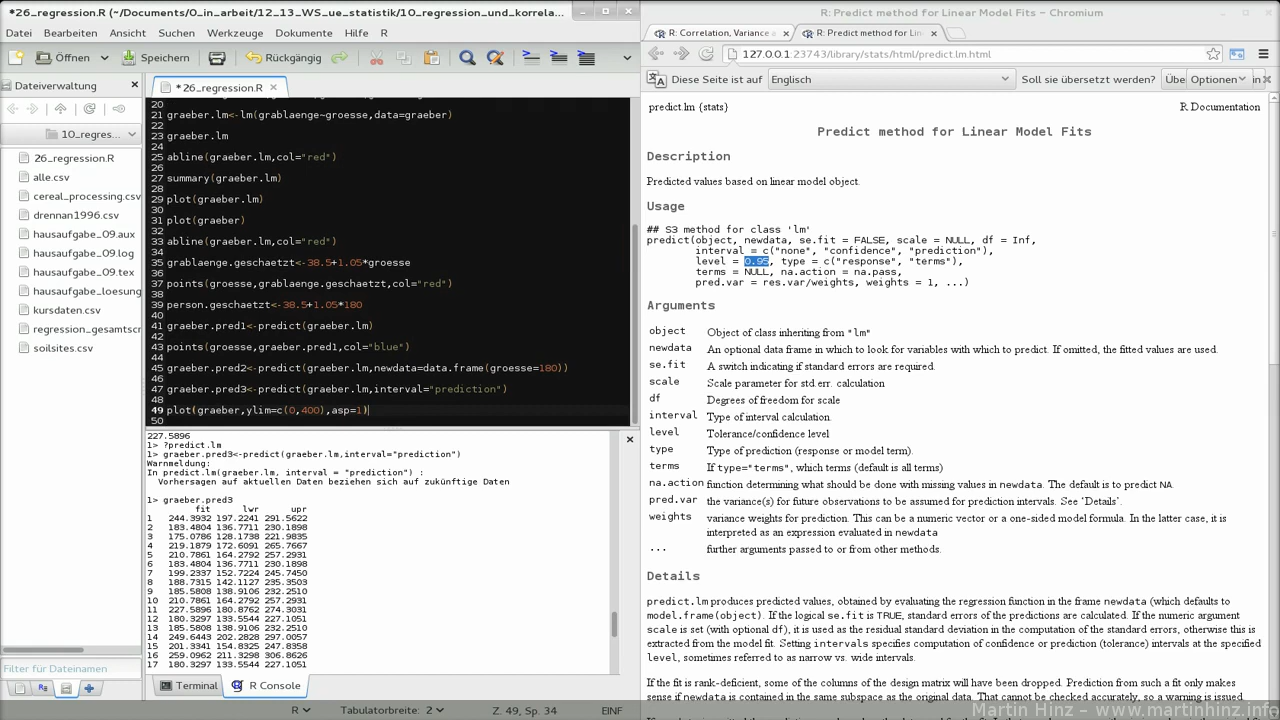 *26_regression.R (~/Documents/0_in_arbeit/12_13_WS_ue_statistik/10_regression_und_korrela...
Datei Bearbeiten Ansicht Suchen Werkzeuge Dokumente Hilfe R
Öffnen Speichern Rückgängig
Dateiverwaltung
10_regres...
26_regression.R
alle.csv
cereal_processing.csv
drennan1996.csv
hausaufgabe_09.aux
hausaufgabe_09.log
hausaufgabe_09.tex
hausaufgabe_loesung
kursdaten.csv
regression_gesamtscr
soilsites.csv
Filter für Dateinamen
*26_regression.R
20
21 graeber.lm<-lm(grablaenge~groesse,data=graeber)
22
23 graeber.lm
24
25 abline(graeber.lm,col="red")
26
27 summary(graeber.lm)
28
29 plot(graeber.lm)
30
31 plot(graeber)
32
33 abline(graeber.lm,col="red")
34
35 grablaenge.geschaetzt<-38.5+1.05*groesse
36
37 points(groesse,grablaenge.geschaetzt,col="red")
38
39 person.geschaetzt<-38.5+1.05*180
40
41 graeber.pred1<-predict(graeber.lm)
42
43 points(groesse,graeber.pred1,col="blue")
44
45 graeber.pred2<-predict(graeber.lm,newdata=data.frame(groesse=180))
46
47 graeber.pred3<-predict(graeber.lm,interval="prediction")
48
49 plot(graeber,ylim=c(0,400),asp=1)
50
227.5896
1> ?predict.lm
1> graeber.pred3<-predict(graeber.lm,interval="prediction")
Warnmeldung:
In predict.lm(graeber.lm, interval = "prediction") :
Vorhersagen auf aktuellen Daten beziehen sich auf zukünftige Daten
1> graeber.pred3
fit lwr upr
1 244.3932 197.2241 291.5622
2 183.4804 136.7711 230.1898
3 175.0786 128.1738 221.9835
4 219.1879 172.6091 265.7667
5 210.7861 164.2792 257.2931
6 183.4804 136.7711 230.1898
7 199.2337 152.7224 245.7450
8 188.7315 142.1127 235.3503
9 185.5808 138.9106 232.2510
10 210.7861 164.2792 257.2931
11 227.5896 180.8762 274.3031
12 180.3297 133.5544 227.1051
13 185.5808 138.9106 232.2510
14 249.6443 202.2828 297.0057
15 201.3341 154.8325 247.8358
16 259.0962 211.3298 306.8626
17 180.3297 133.5544 227.1051
Terminal R Console
R Tabulatorbreite: 2 Z. 49, Sp. 34 EINF
R: Predict method for Linear Model Fits – Chromium
R: Correlation, Variance a R: Predict method for Lin
127.0.0.1:23743/library/stats/html/predict.lm.html
Diese Seite ist auf Englisch Soll sie übersetzt werden? Übe Optionen in
predict.lm {stats} R Documentation
Predict method for Linear Model Fits
Description
Predicted values based on linear model object.
Usage
## S3 method for class 'lm'
predict(object, newdata, se.fit = FALSE, scale = NULL, df = Inf,
interval = c("none", "confidence", "prediction"),
level = 0.95, type = c("response", "terms"),
terms = NULL, na.action = na.pass,
pred.var = res.var/weights, weights = 1, ...)
Arguments
object Object of class inheriting from "lm"
newdata An optional data frame in which to look for variables with which to predict. If omitted, the fitted values are used.
se.fit A switch indicating if standard errors are required.
scale Scale parameter for std.err. calculation
df Degrees of freedom for scale
interval Type of interval calculation.
level Tolerance/confidence level
type Type of prediction (response or model term).
terms If type="terms", which terms (default is all terms)
na.action function determining what should be done with missing values in newdata. The default is to predict NA.
pred.var the variance(s) for future observations to be assumed for prediction intervals. See ‘Details’.
weights variance weights for prediction. This can be a numeric vector or a one-sided model formula. In the latter case, it is
interpreted as an expression evaluated in newdata
... further arguments passed to or from other methods.
Details
predict.lm produces predicted values, obtained by evaluating the regression function in the frame newdata (which defaults to
model.frame(object). If the logical se.fit is TRUE, standard errors of the predictions are calculated. If the numeric argument
scale is set (with optional df), it is used as the residual standard deviation in the computation of the standard errors, otherwise this is
extracted from the model fit. Setting intervals specifies computation of confidence or prediction (tolerance) intervals at the specified
level, sometimes referred to as narrow vs. wide intervals.
If the fit is rank-deficient, some of the columns of the design matrix will have been dropped. Prediction from such a fit only makes
sense if newdata is contained in the same subspace as the original data. That cannot be checked accurately, so a warning is issued.
Martin Hinz - www.martinhinz.info